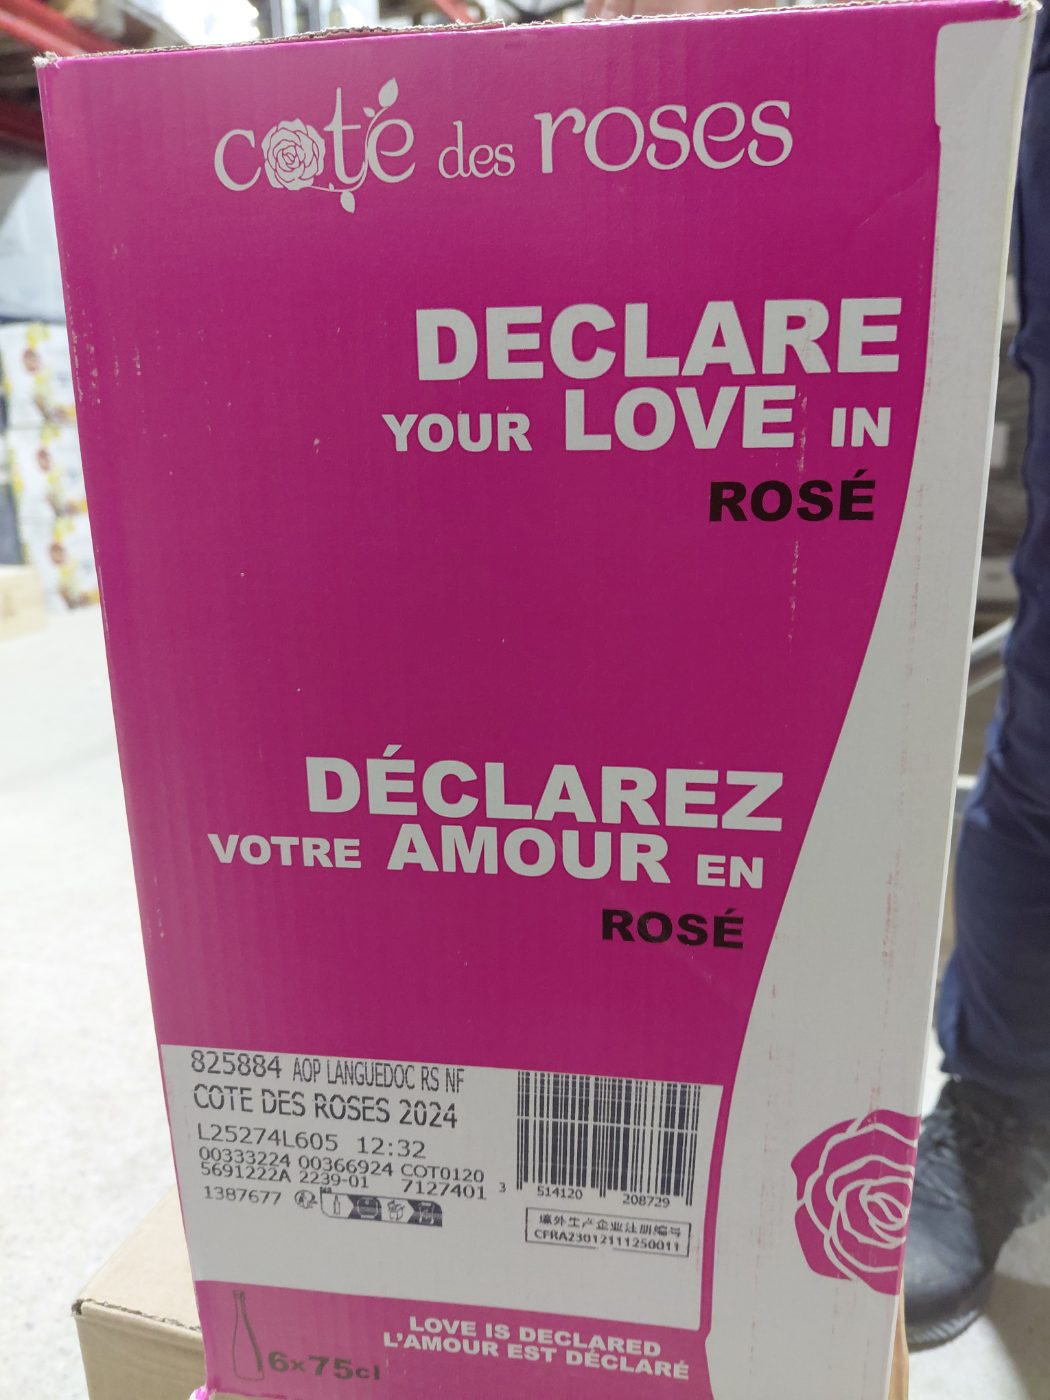 coté des roses
DECLARE
YOUR LOVE IN
ROSÉ
DÉCLAREZ
VOTRE AMOUR EN
ROSÉ
825884 AOP LANGUEDOC RS NF
COTE DES ROSES 2024
L25274L605 12:32
00333224 00366924 COT0120
5691222A 2239-01 7127401
1387677
3 514120 208729
境外生产企业注册编号
CFRA23012111250011
6x75cl
LOVE IS DECLARED
L'AMOUR EST DÉCLARÉ